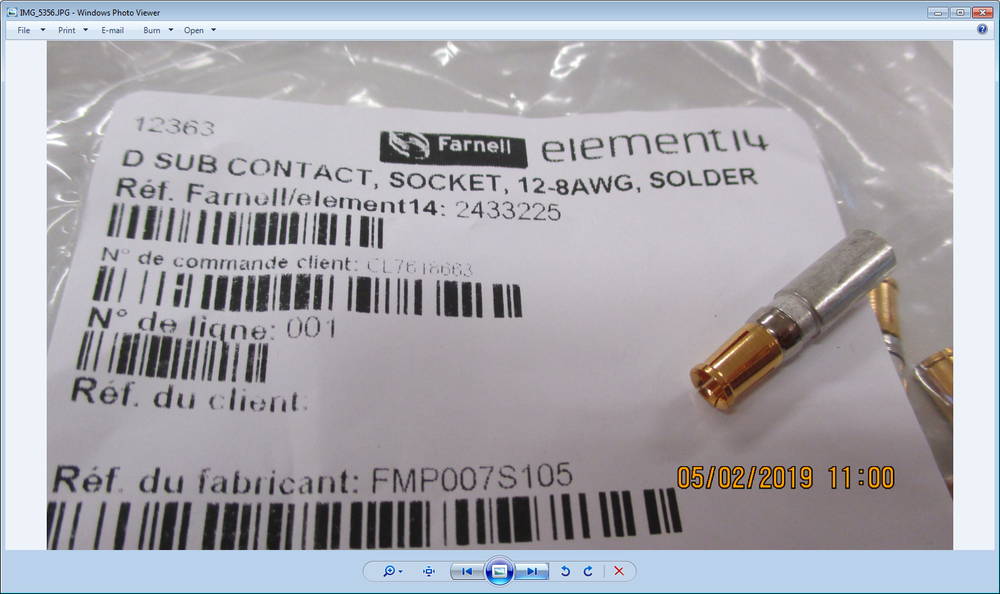 IMG_5356.JPG - Windows Photo Viewer
File Print E-mail Burn Open
12363
Farnell element14
D SUB CONTACT, SOCKET, 12-8AWG, SOLDER
Réf. Farnell/element14: 2433225
N° de commande client: CL7618663
N° de ligne: 001
Réf. du client:
Réf. du fabricant: FMP007S105
05/02/2019 11:00